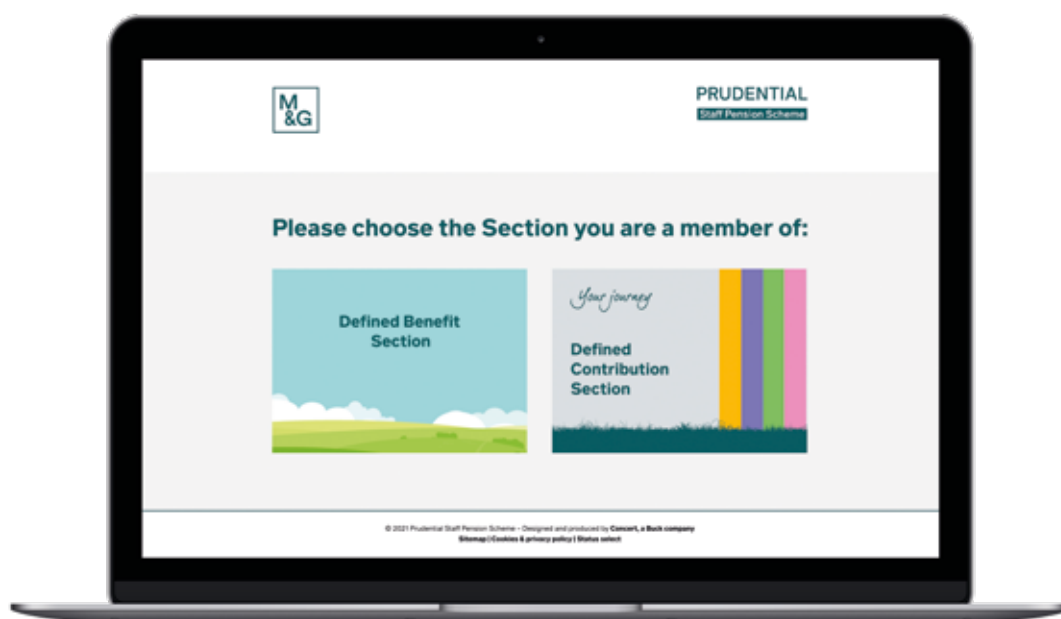 M
&G
PRUDENTIAL
Staff Pension Scheme
Please choose the Section you are a member of:
Defined Benefit
Section
Your journey
Defined
Contribution
Section
© 2021 Prudential Staff Pension Scheme – Designed and produced by Concert, a Buck company
Sitemap | Cookies & privacy policy | Status select